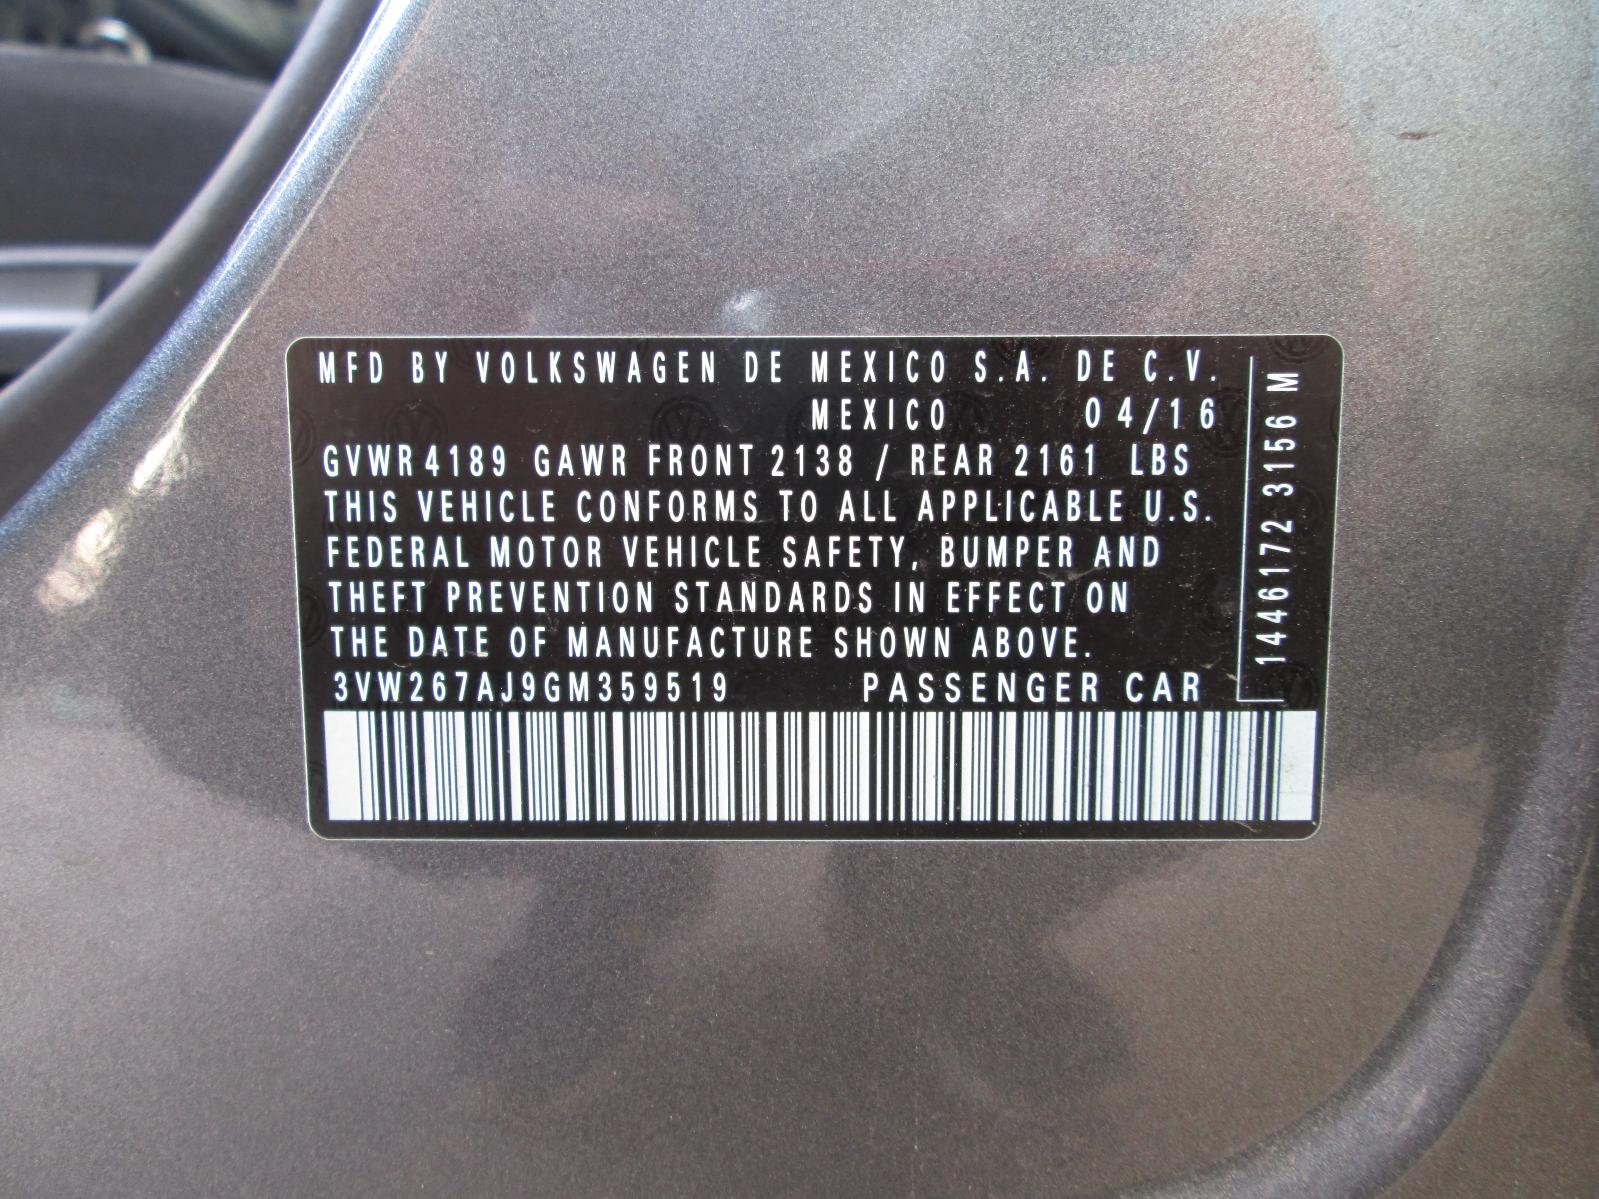 MFD BY VOLKSWAGEN DE MEXICO S.A. DE C.V.
MEXICO 04/16
GVWR 4189 GAWR FRONT 2138 / REAR 2161 LBS
THIS VEHICLE CONFORMS TO ALL APPLICABLE U.S.
FEDERAL MOTOR VEHICLE SAFETY, BUMPER AND
THEFT PREVENTION STANDARDS IN EFFECT ON
THE DATE OF MANUFACTURE SHOWN ABOVE.
3VW267AJ9GM359519 PASSENGER CAR
1446172 3156 M